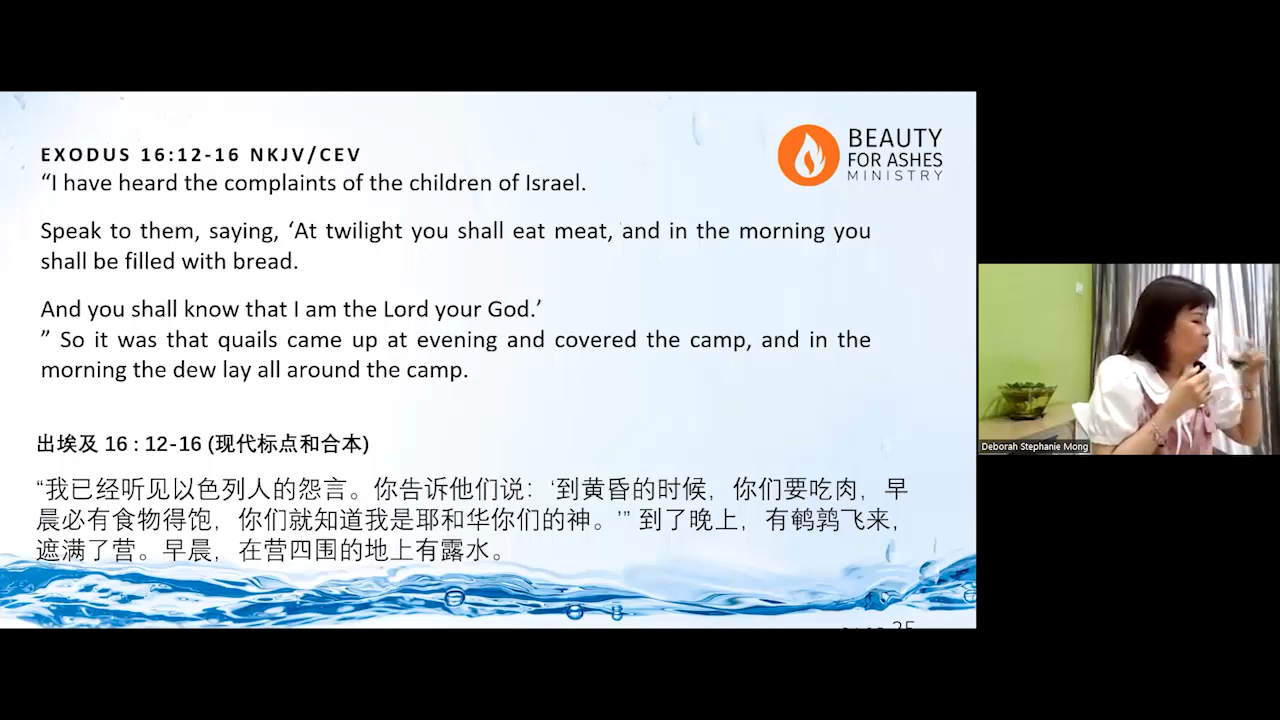 EXODUS 16:12-16 NKJV/CEV
“I have heard the complaints of the children of Israel.
Speak to them, saying, ‘At twilight you shall eat meat, and in the morning you
shall be filled with bread.
And you shall know that I am the Lord your God.’
” So it was that quails came up at evening and covered the camp, and in the
morning the dew lay all around the camp.
出埃及 16 : 12-16 (现代标点和合本)
“我已经听见以色列人的怨言。你告诉他们说：‘到黄昏的时候，你们要吃肉，早
晨必有食物得饱，你们就知道我是耶和华你们的神。’” 到了晚上，有鹌鹑飞来，
遮满了营。早晨，在营四围的地上有露水。
BEAUTY
FOR ASHES
MINISTRY
Deborah Stephanie Mong